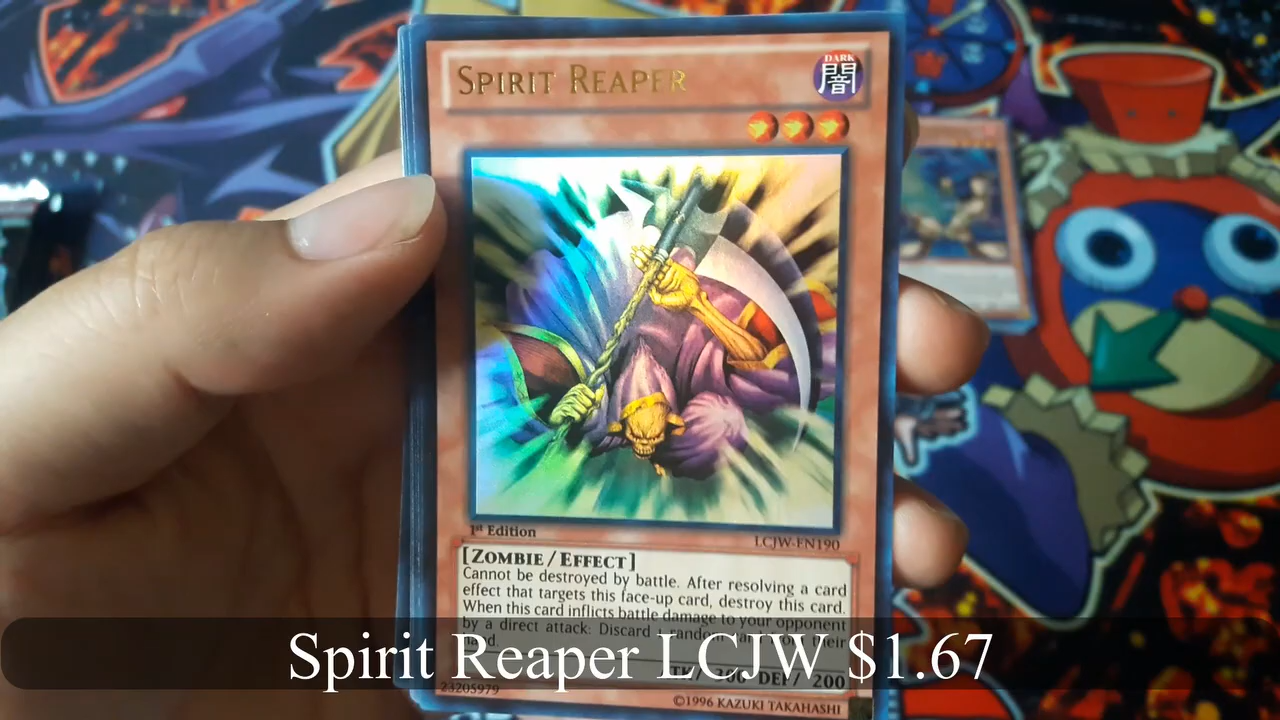 SPIRIT REAPER
DARK
闇
1st Edition
LCJW-EN190
[ZOMBIE/EFFECT]
Cannot be destroyed by battle. After resolving a card
effect that targets this face-up card, destroy this card.
When this card inflicts battle damage to your opponent
by a direct attack: Discard 1 random card from their
hand.
Spirit Reaper LCJW $1.67
ATK/ 300 DEF/ 200
23205979
©1996 KAZUKI TAKAHASHI